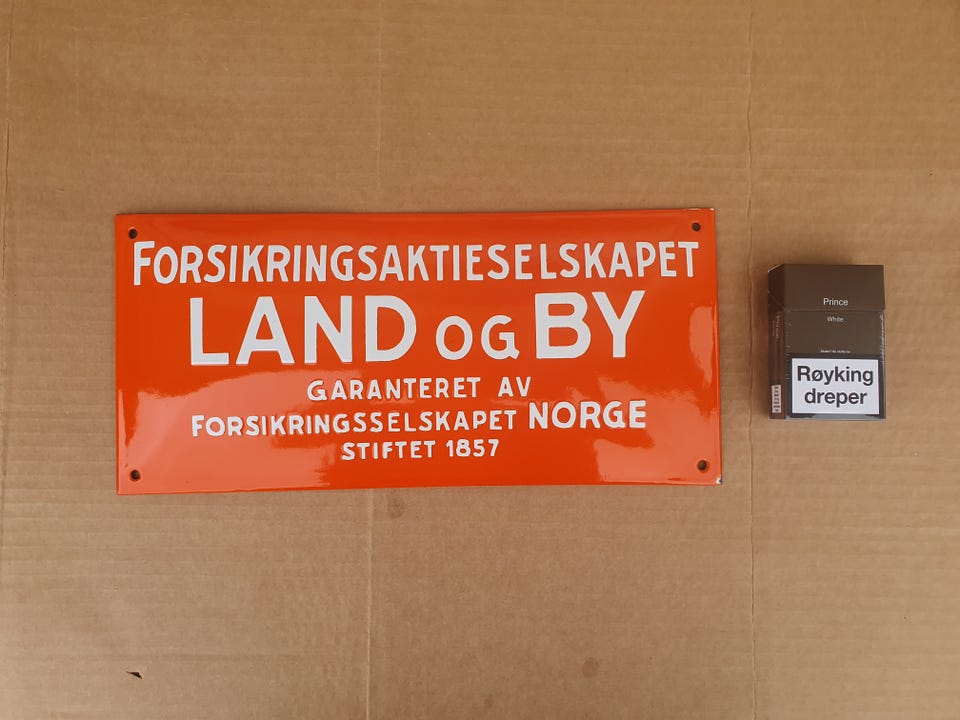 FORSIKRINGSAKTIESELSKAPET
LAND OG BY
GARANTERET AV
FORSIKRINGSSELSKAPET NORGE
STIFTET 1857
Prince
White
Røyking
dreper